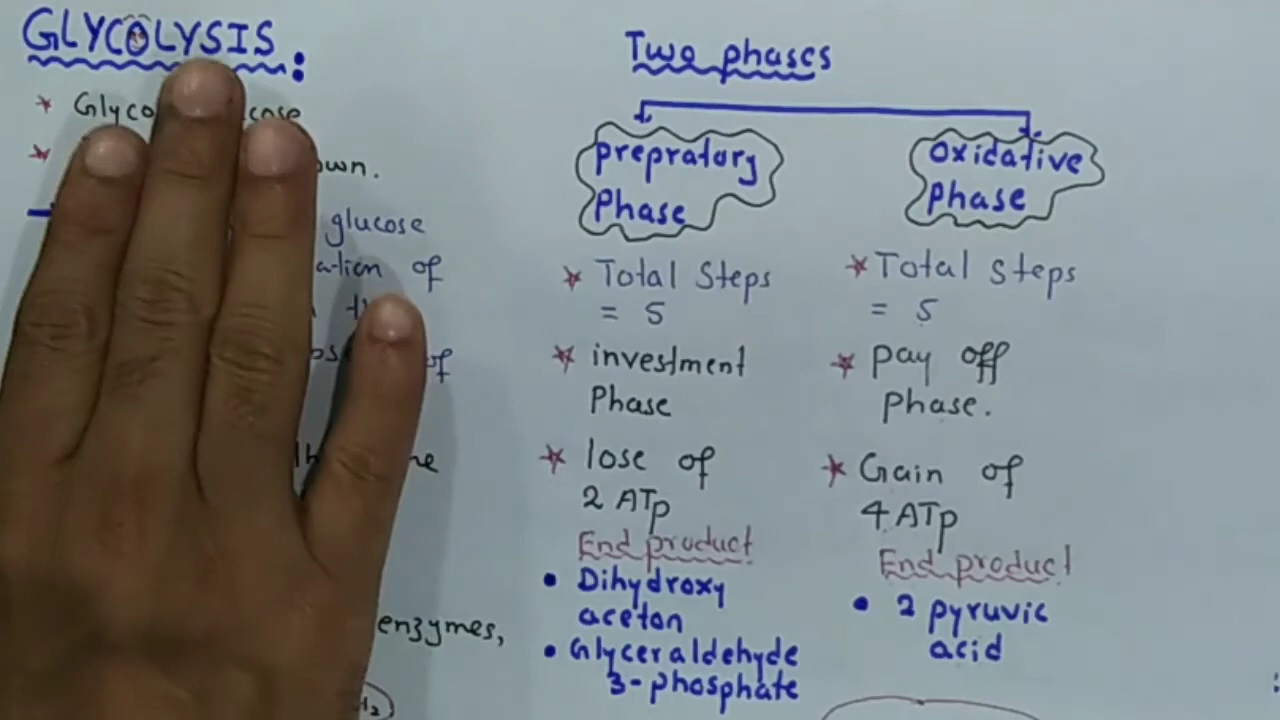 GLYCOLYSIS:
Glyco
own.
glucose
ation of
of
enzymes,
Two phases
prepratory
Phase
Total Steps
= 5
investment
Phase
lose of
2 ATp
End product
Dihydroxy
aceton
Glyceraldehyde
3-phosphate
Oxidative
Phase
Total Steps
= 5
pay off
Phase.
Gain of
4 ATp
End product
2 pyruvic
acid